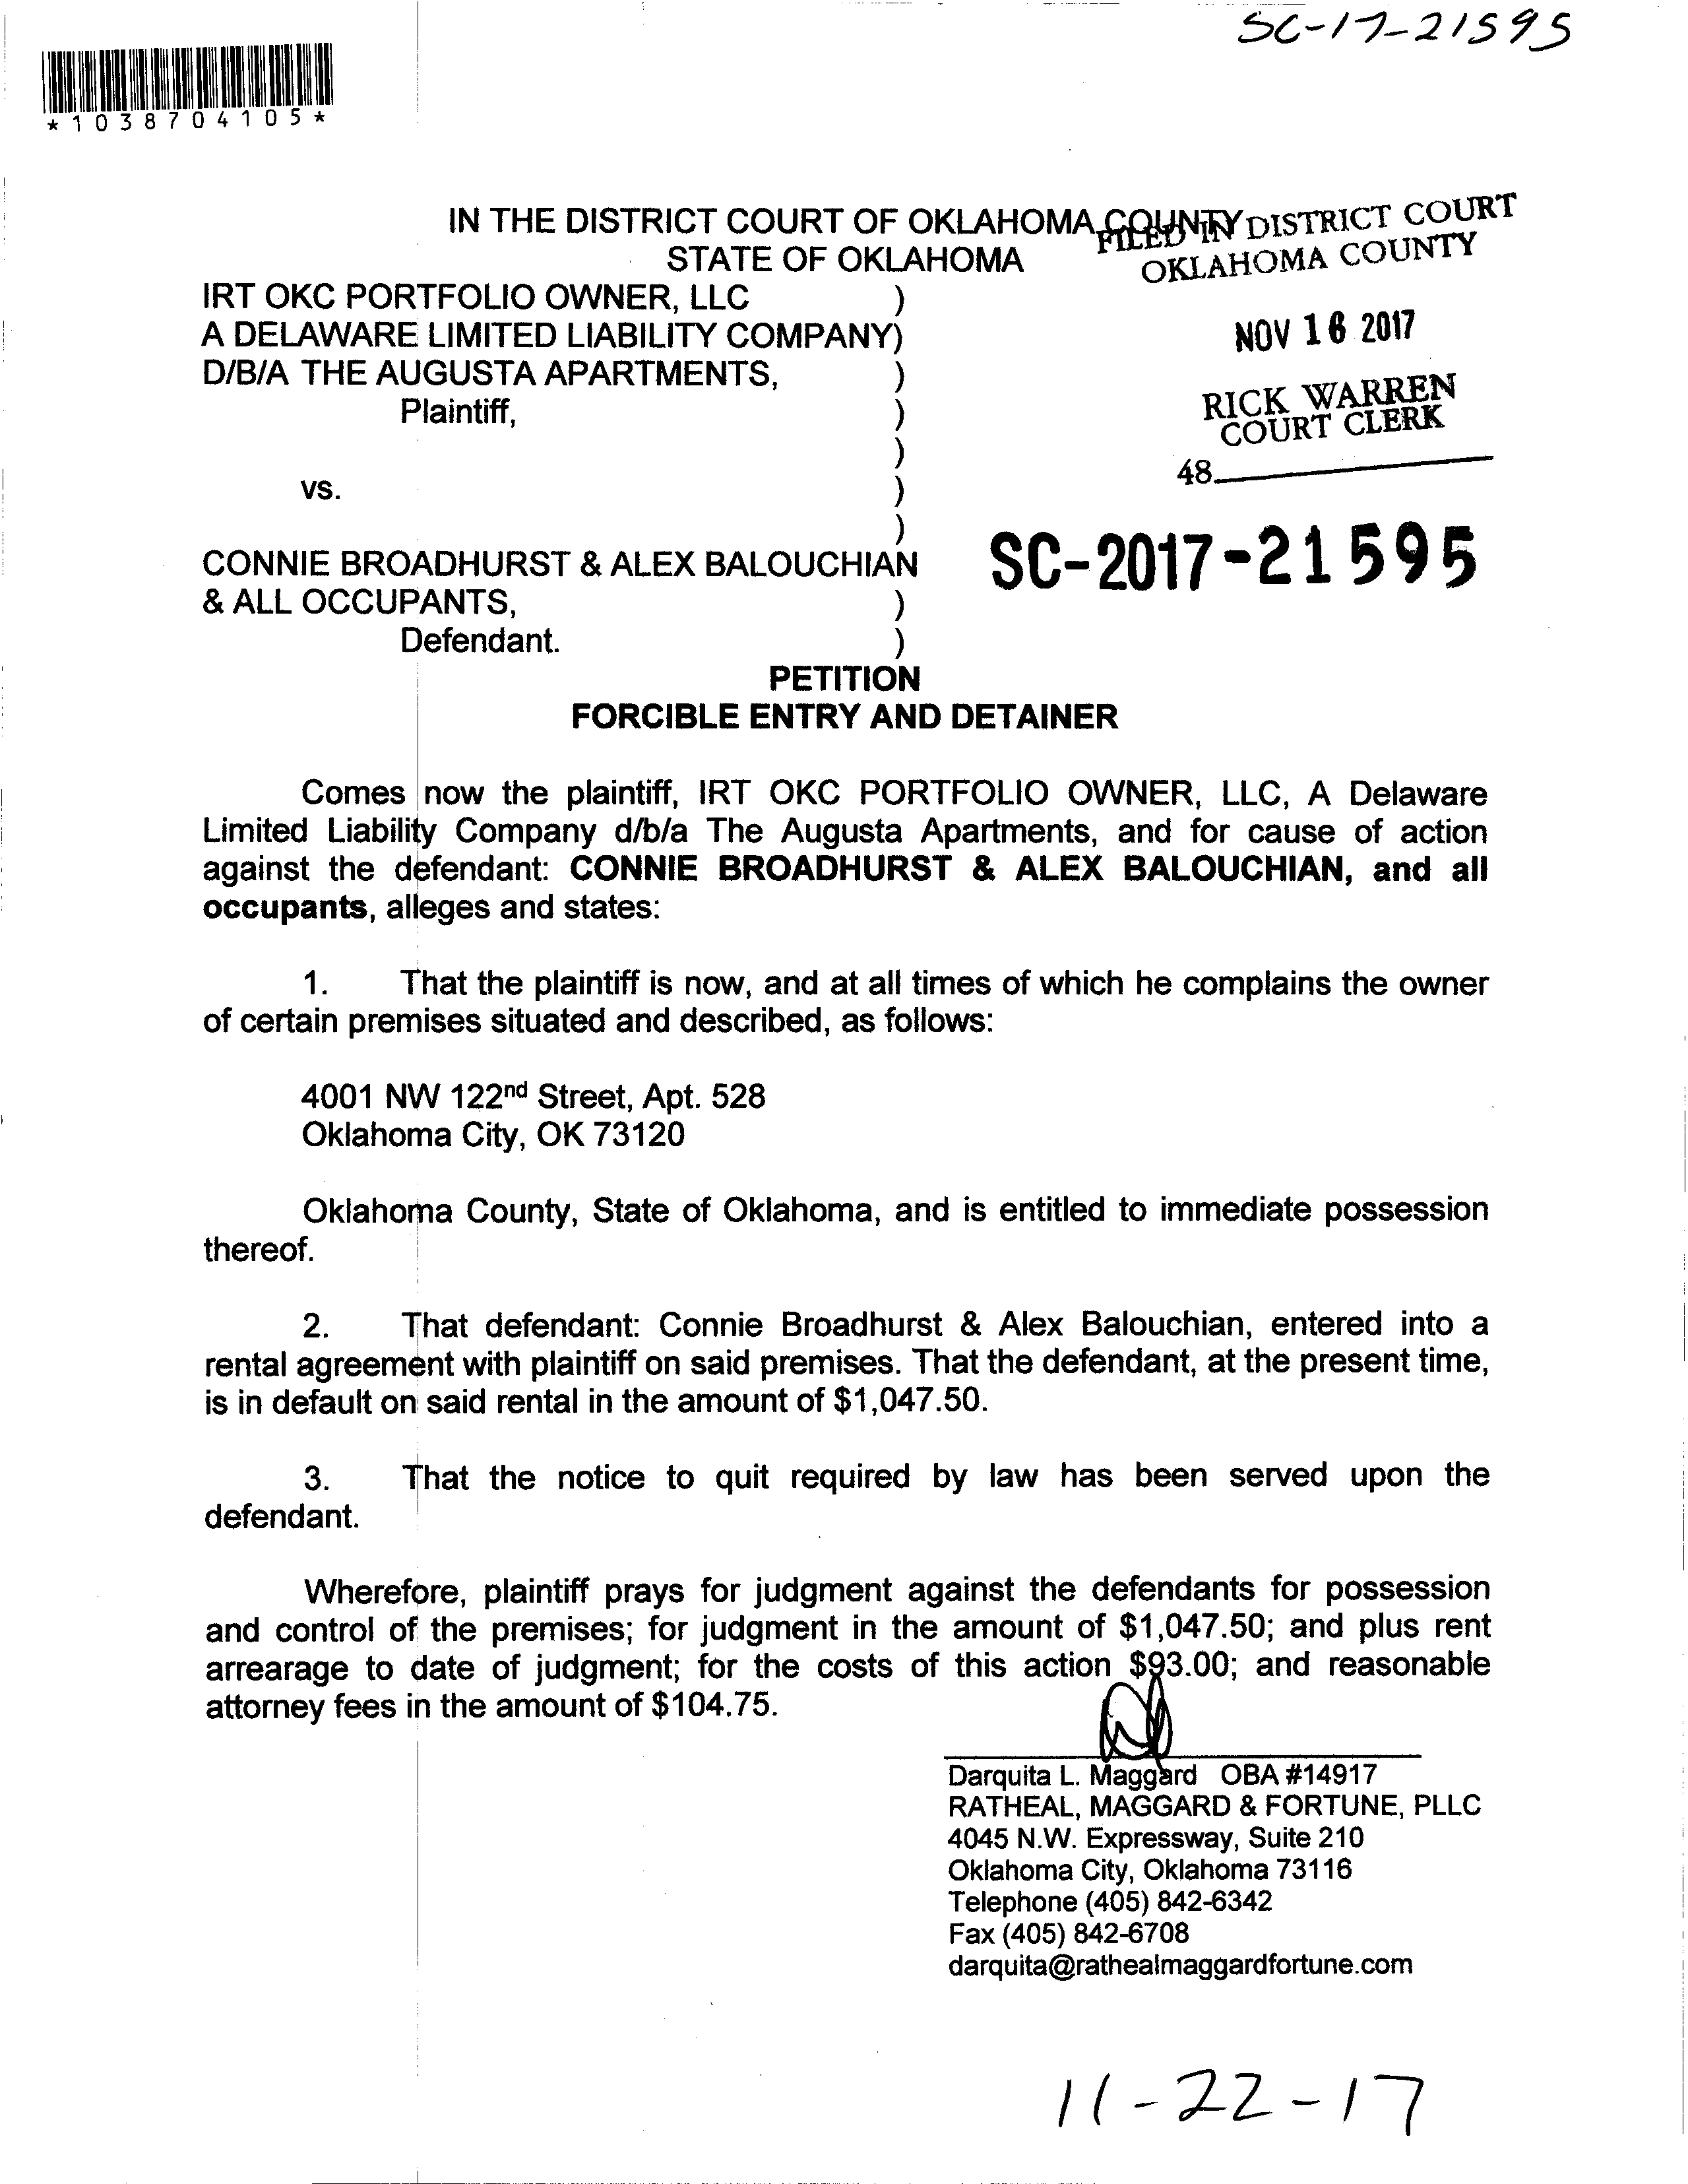 SC-17-21595
*1038704105*
IN THE DISTRICT COURT OF OKLAHOMA COUNTY
STATE OF OKLAHOMA
FILED IN DISTRICT COURT
OKLAHOMA COUNTY
NOV 16 2017
RICK WARREN
COURT CLERK
48
SC-2017-21595
IRT OKC PORTFOLIO OWNER, LLC )
A DELAWARE LIMITED LIABILITY COMPANY)
D/B/A THE AUGUSTA APARTMENTS, )
Plaintiff, )
)
vs. )
)
CONNIE BROADHURST & ALEX BALOUCHIAN
& ALL OCCUPANTS, )
Defendant. )
PETITION
FORCIBLE ENTRY AND DETAINER
Comes now the plaintiff, IRT OKC PORTFOLIO OWNER, LLC, A Delaware
Limited Liability Company d/b/a The Augusta Apartments, and for cause of action
against the defendant: CONNIE BROADHURST & ALEX BALOUCHIAN, and all
occupants, alleges and states:
1. That the plaintiff is now, and at all times of which he complains the owner
of certain premises situated and described, as follows:
4001 NW 122nd Street, Apt. 528
Oklahoma City, OK 73120
Oklahoma County, State of Oklahoma, and is entitled to immediate possession
thereof.
2. That defendant: Connie Broadhurst & Alex Balouchian, entered into a
rental agreement with plaintiff on said premises. That the defendant, at the present time,
is in default on said rental in the amount of $1,047.50.
3. That the notice to quit required by law has been served upon the
defendant.
Wherefore, plaintiff prays for judgment against the defendants for possession
and control of the premises; for judgment in the amount of $1,047.50; and plus rent
arrearage to date of judgment; for the costs of this action $93.00; and reasonable
attorney fees in the amount of $104.75.
Darquita L. Maggard OBA #14917
RATHEAL, MAGGARD & FORTUNE, PLLC
4045 N.W. Expressway, Suite 210
Oklahoma City, Oklahoma 73116
Telephone (405) 842-6342
Fax (405) 842-6708
darquita@rathealmaggardfortune.com
11-22-17